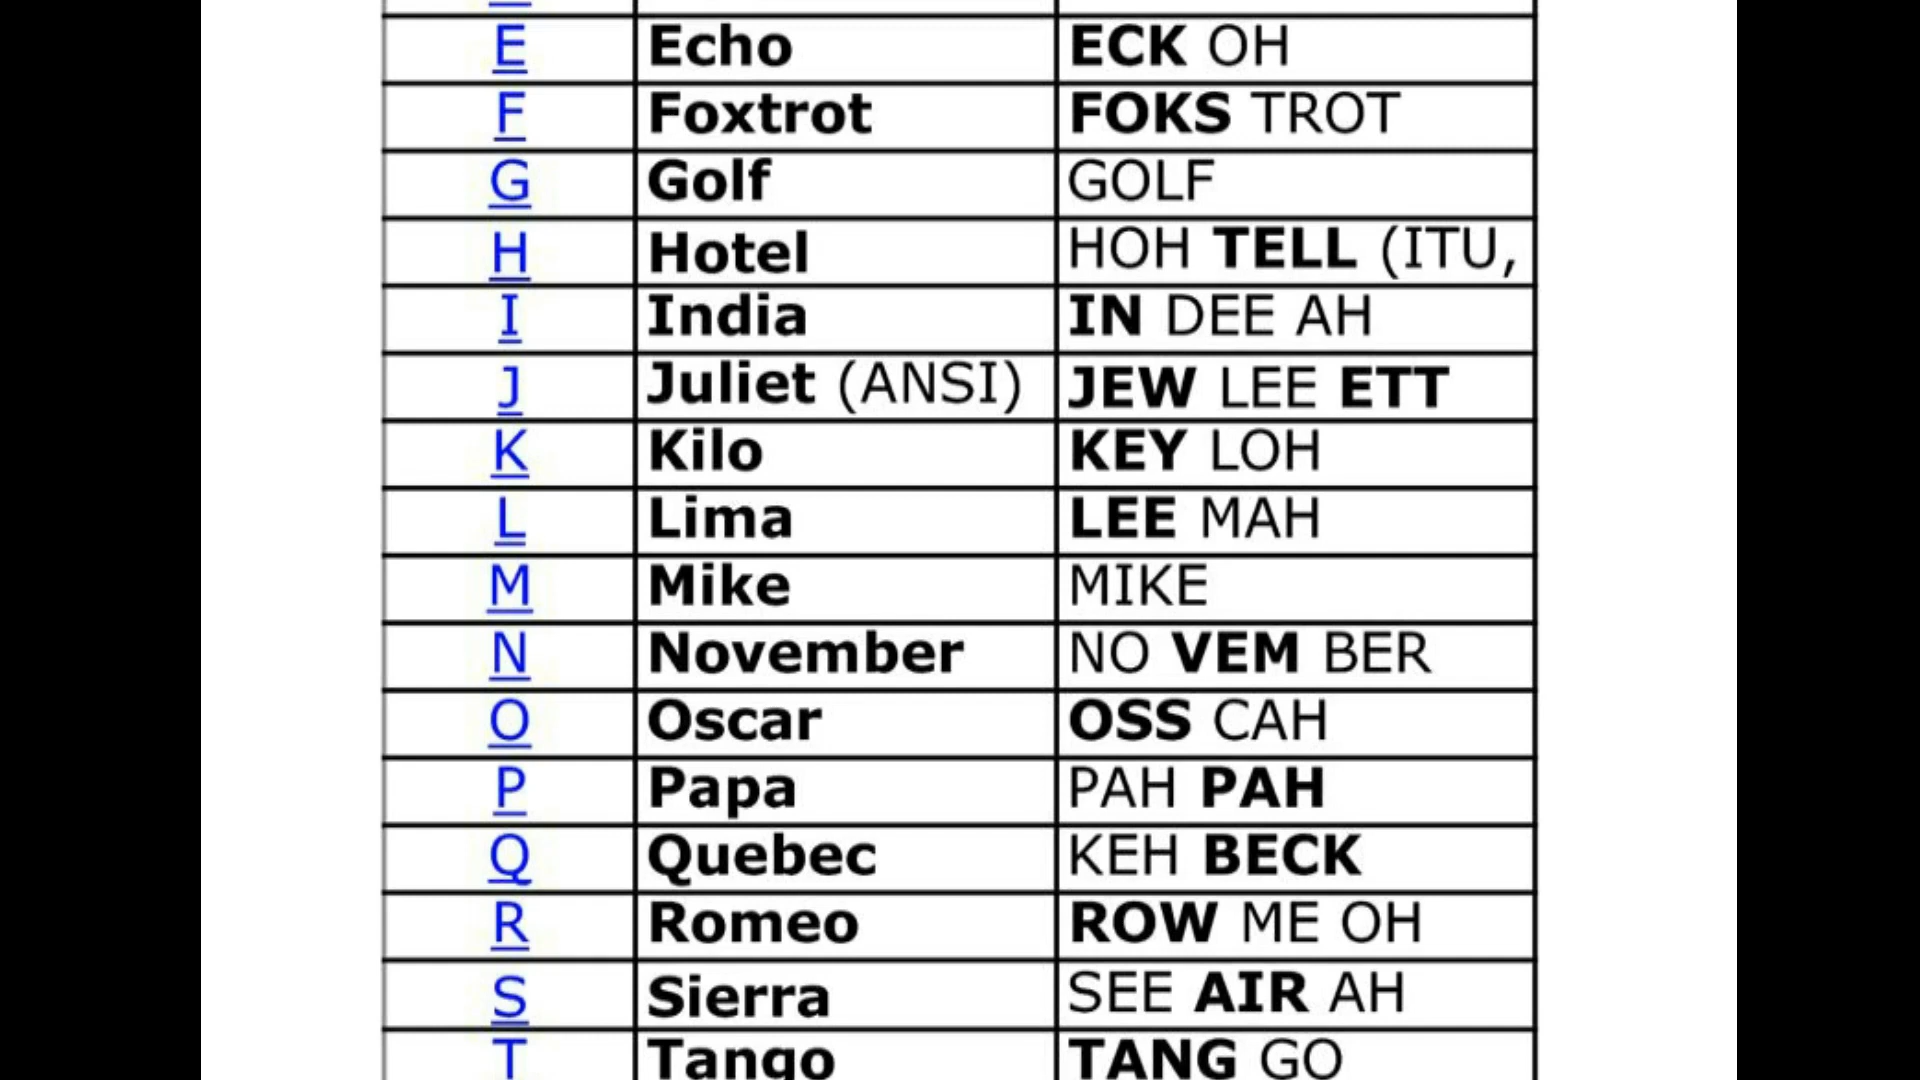 E Echo ECK OH
F Foxtrot FOKS TROT
G Golf GOLF
H Hotel HOH TELL (ITU,
I India IN DEE AH
J Juliet (ANSI) JEW LEE ETT
K Kilo KEY LOH
L Lima LEE MAH
M Mike MIKE
N November NO VEM BER
O Oscar OSS CAH
P Papa PAH PAH
Q Quebec KEH BECK
R Romeo ROW ME OH
S Sierra SEE AIR AH
T Tango TANG GO